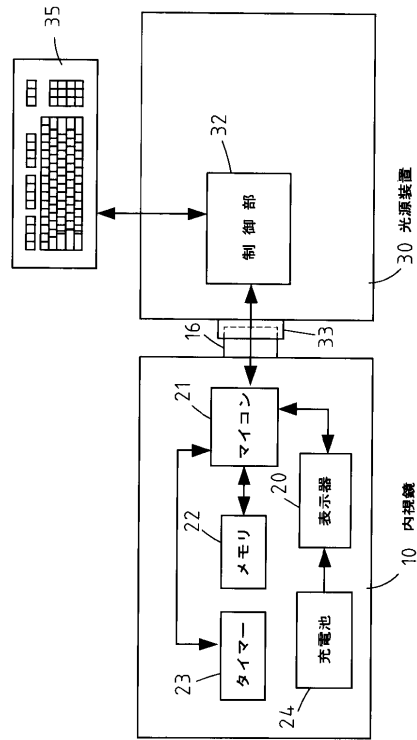 35
32
制御部
30 光源装置
16
33
21
マイコン
22
メモリ
23
タイマー
20
表示器
24
充電池
10 内視鏡